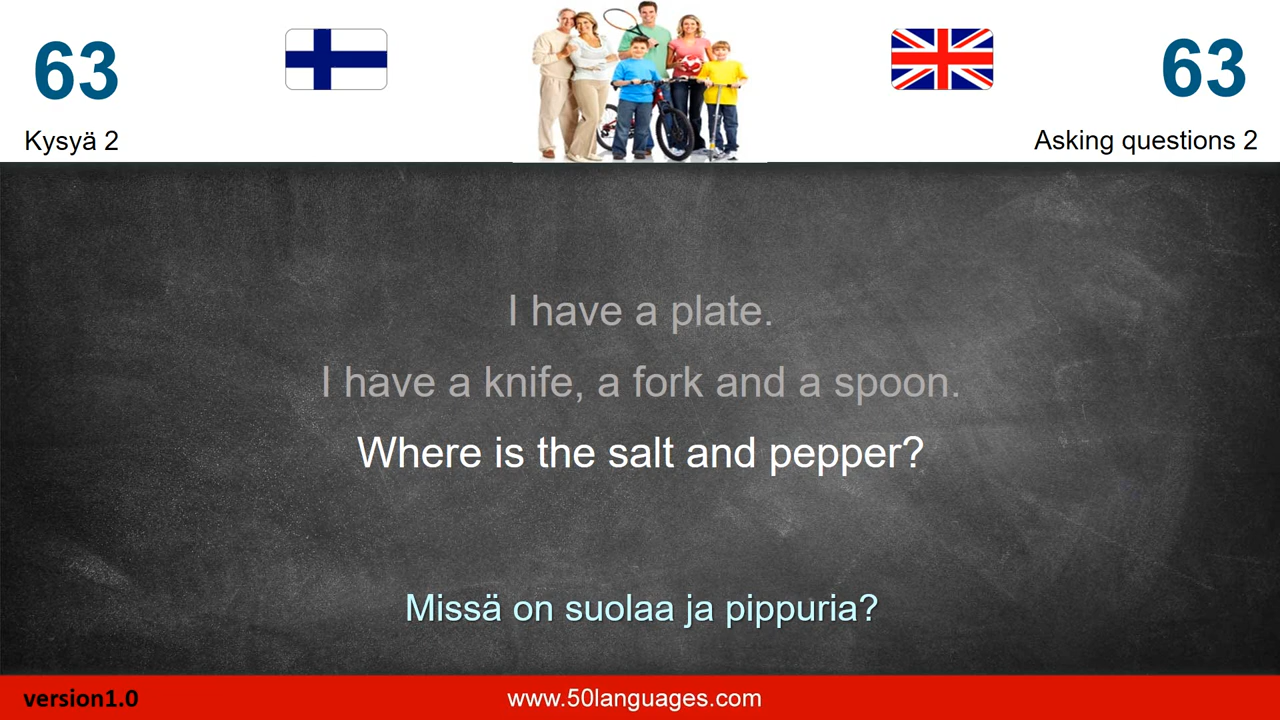 63
63
Kysyä 2
Asking questions 2
I have a plate.
I have a knife, a fork and a spoon.
Where is the salt and pepper?
Missä on suolaa ja pippuria?
version1.0
www.50languages.com